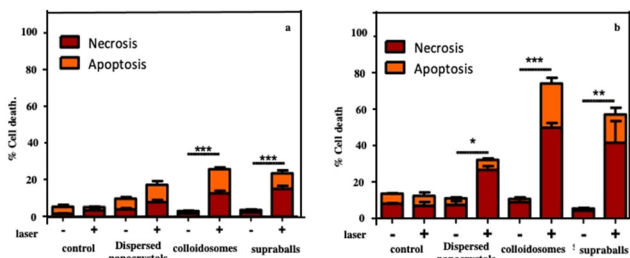 a
% Cell death.
100
80
60
40
20
0
Necrosis
Apoptosis
*** ***
laser - + - + - + - +
control Dispersed colloidosomes supraballs
b
% Cell death
100
80
60
40
20
0
Necrosis
Apoptosis
* *** **
laser - + - + - + - +
control Dispersed colloidosomes supraballs